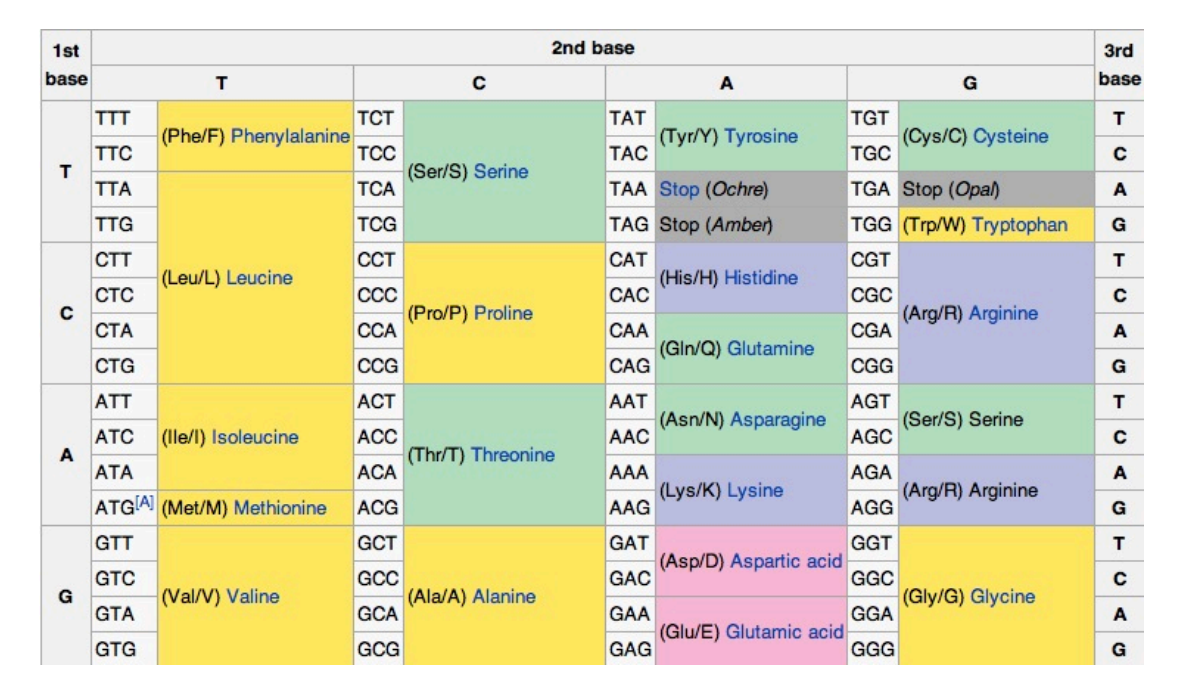 1st base 2nd base 3rd base
T C A G
T TTT (Phe/F) Phenylalanine TCT (Ser/S) Serine TAT (Tyr/Y) Tyrosine TGT (Cys/C) Cysteine T
TTC TCC TAC TGC C
TTA (Leu/L) Leucine TCA TAA Stop (Ochre) TGA Stop (Opal) A
TTG TCG TAG Stop (Amber) TGG (Trp/W) Tryptophan G
C CTT CCT (Pro/P) Proline CAT (His/H) Histidine CGT (Arg/R) Arginine T
CTC CCC CAC CGC C
CTA CCA CAA (Gln/Q) Glutamine CGA A
CTG CCG CAG CGG G
A ATT (Ile/I) Isoleucine ACT (Thr/T) Threonine AAT (Asn/N) Asparagine AGT (Ser/S) Serine T
ATC ACC AAC AGC C
ATA ACA AAA (Lys/K) Lysine AGA (Arg/R) Arginine A
ATG[A] (Met/M) Methionine ACG AAG AGG G
G GTT (Val/V) Valine GCT (Ala/A) Alanine GAT (Asp/D) Aspartic acid GGT (Gly/G) Glycine T
GTC GCC GAC GGC C
GTA GCA GAA (Glu/E) Glutamic acid GGA A
GTG GCG GAG GGG G